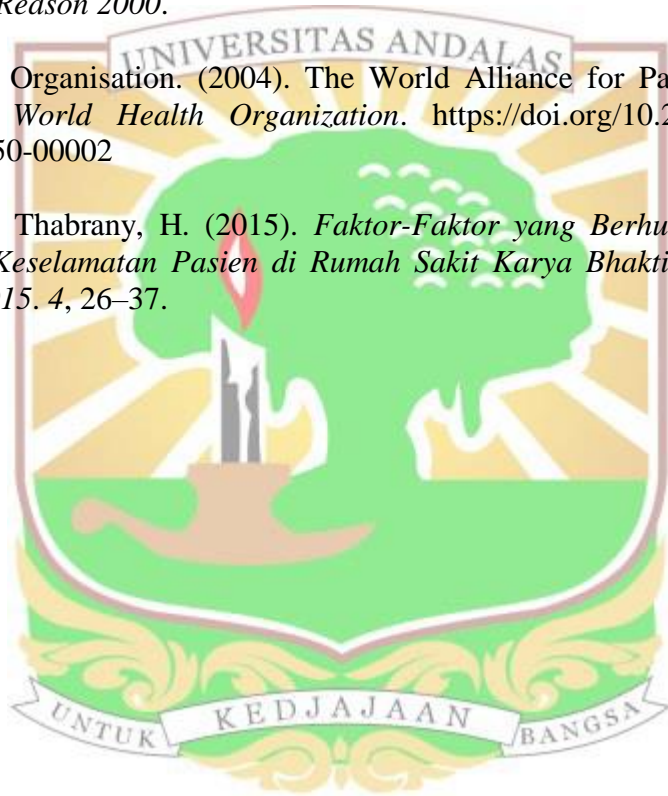 Reason 2000.
UNIVERSITAS ANDALAS
Organisation. (2004). The World Alliance for Pa
World Health Organization. https://doi.org/10.2
50-00002
Thabrany, H. (2015). Faktor-Faktor yang Berhu
Keselamatan Pasien di Rumah Sakit Karya Bhakti
15. 4, 26–37.
UNTUK KEDJAJAAN BANGSA